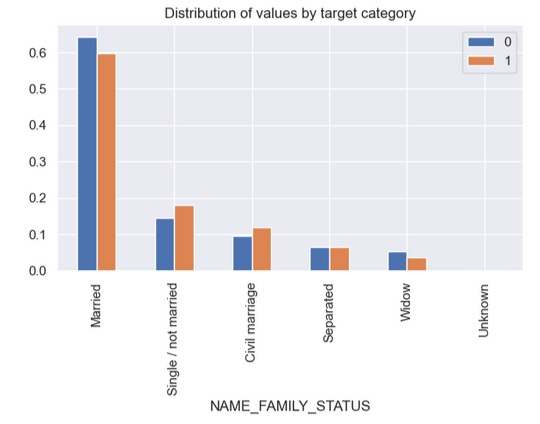 Distribution of values by target category
0
1
0.6
0.5
0.4
0.3
0.2
0.1
0.0
Married
Single / not married
Civil marriage
Separated
Widow
Unknown
NAME_FAMILY_STATUS